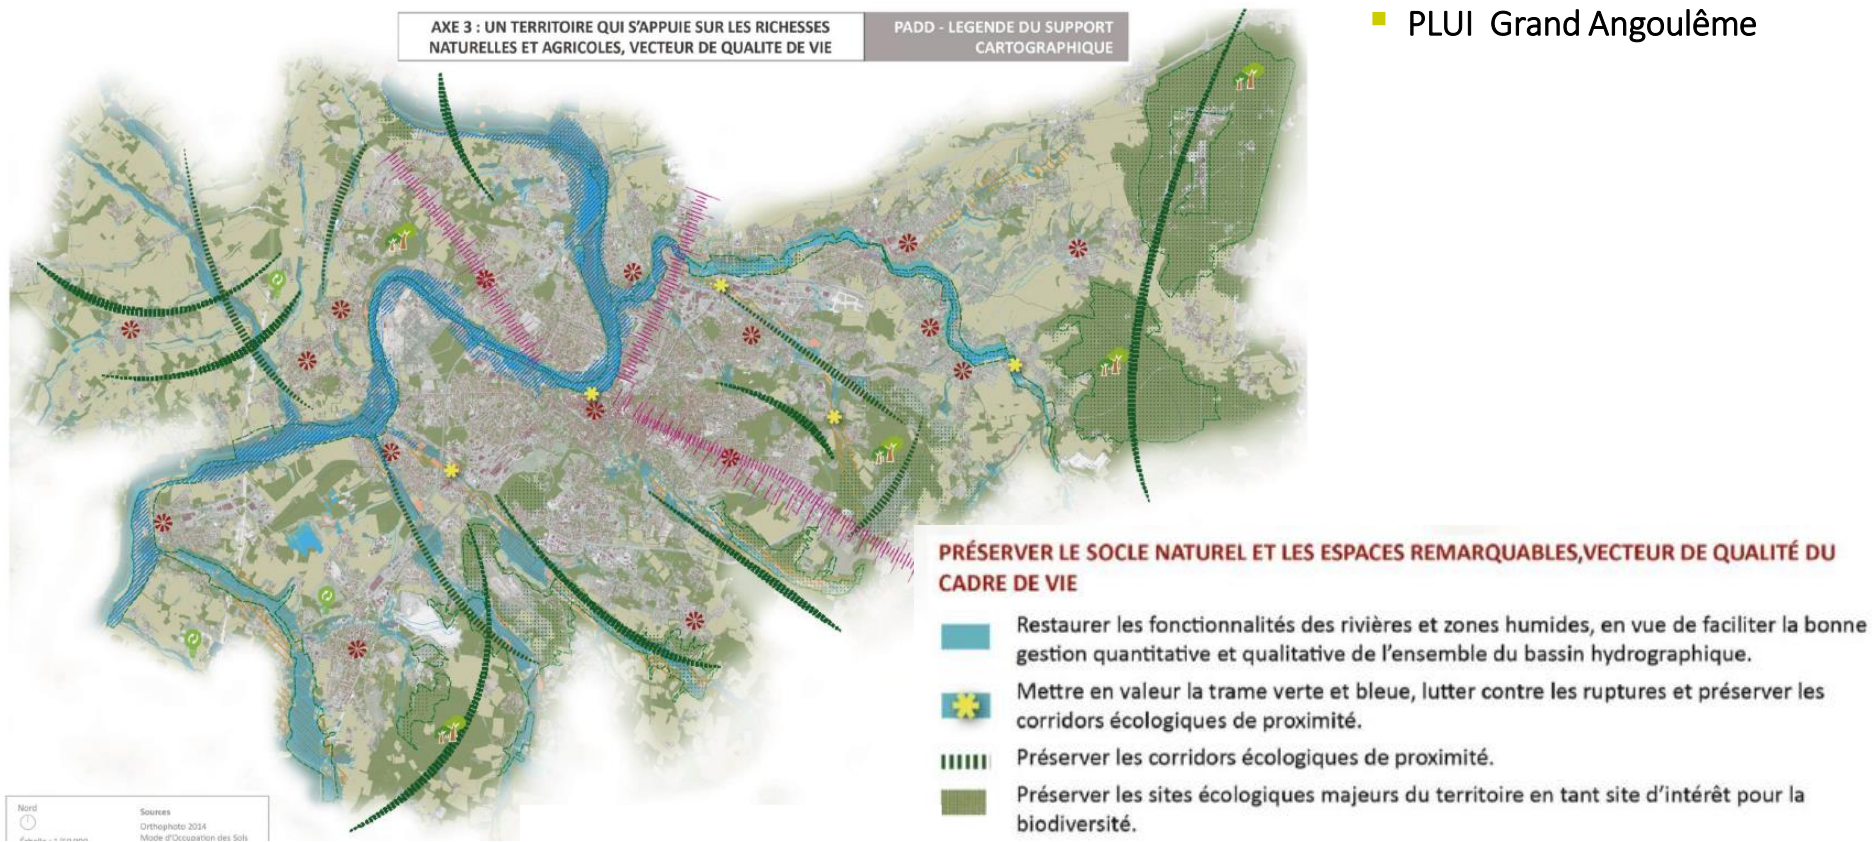 AXE 3 : UN TERRITOIRE QUI S'APPUIE SUR LES RICHESSES
NATURELLES ET AGRICOLES, VECTEUR DE QUALITE DE VIE
PADD - LEGENDE DU SUPPORT
CARTOGRAPHIQUE
PLUI Grand Angoulême
PRÉSERVER LE SOCLE NATUREL ET LES ESPACES REMARQUABLES,VECTEUR DE QUALITÉ DU
CADRE DE VIE
Restaurer les fonctionnalités des rivières et zones humides, en vue de faciliter la bonne
gestion quantitative et qualitative de l'ensemble du bassin hydrographique.
Mettre en valeur la trame verte et bleue, lutter contre les ruptures et préserver les
corridors écologiques de proximité.
Préserver les corridors écologiques de proximité.
Préserver les sites écologiques majeurs du territoire en tant site d'intérêt pour la
biodiversité.
Nord
Sources
Orthophoto 2014
Mode d'Occupation des Sols